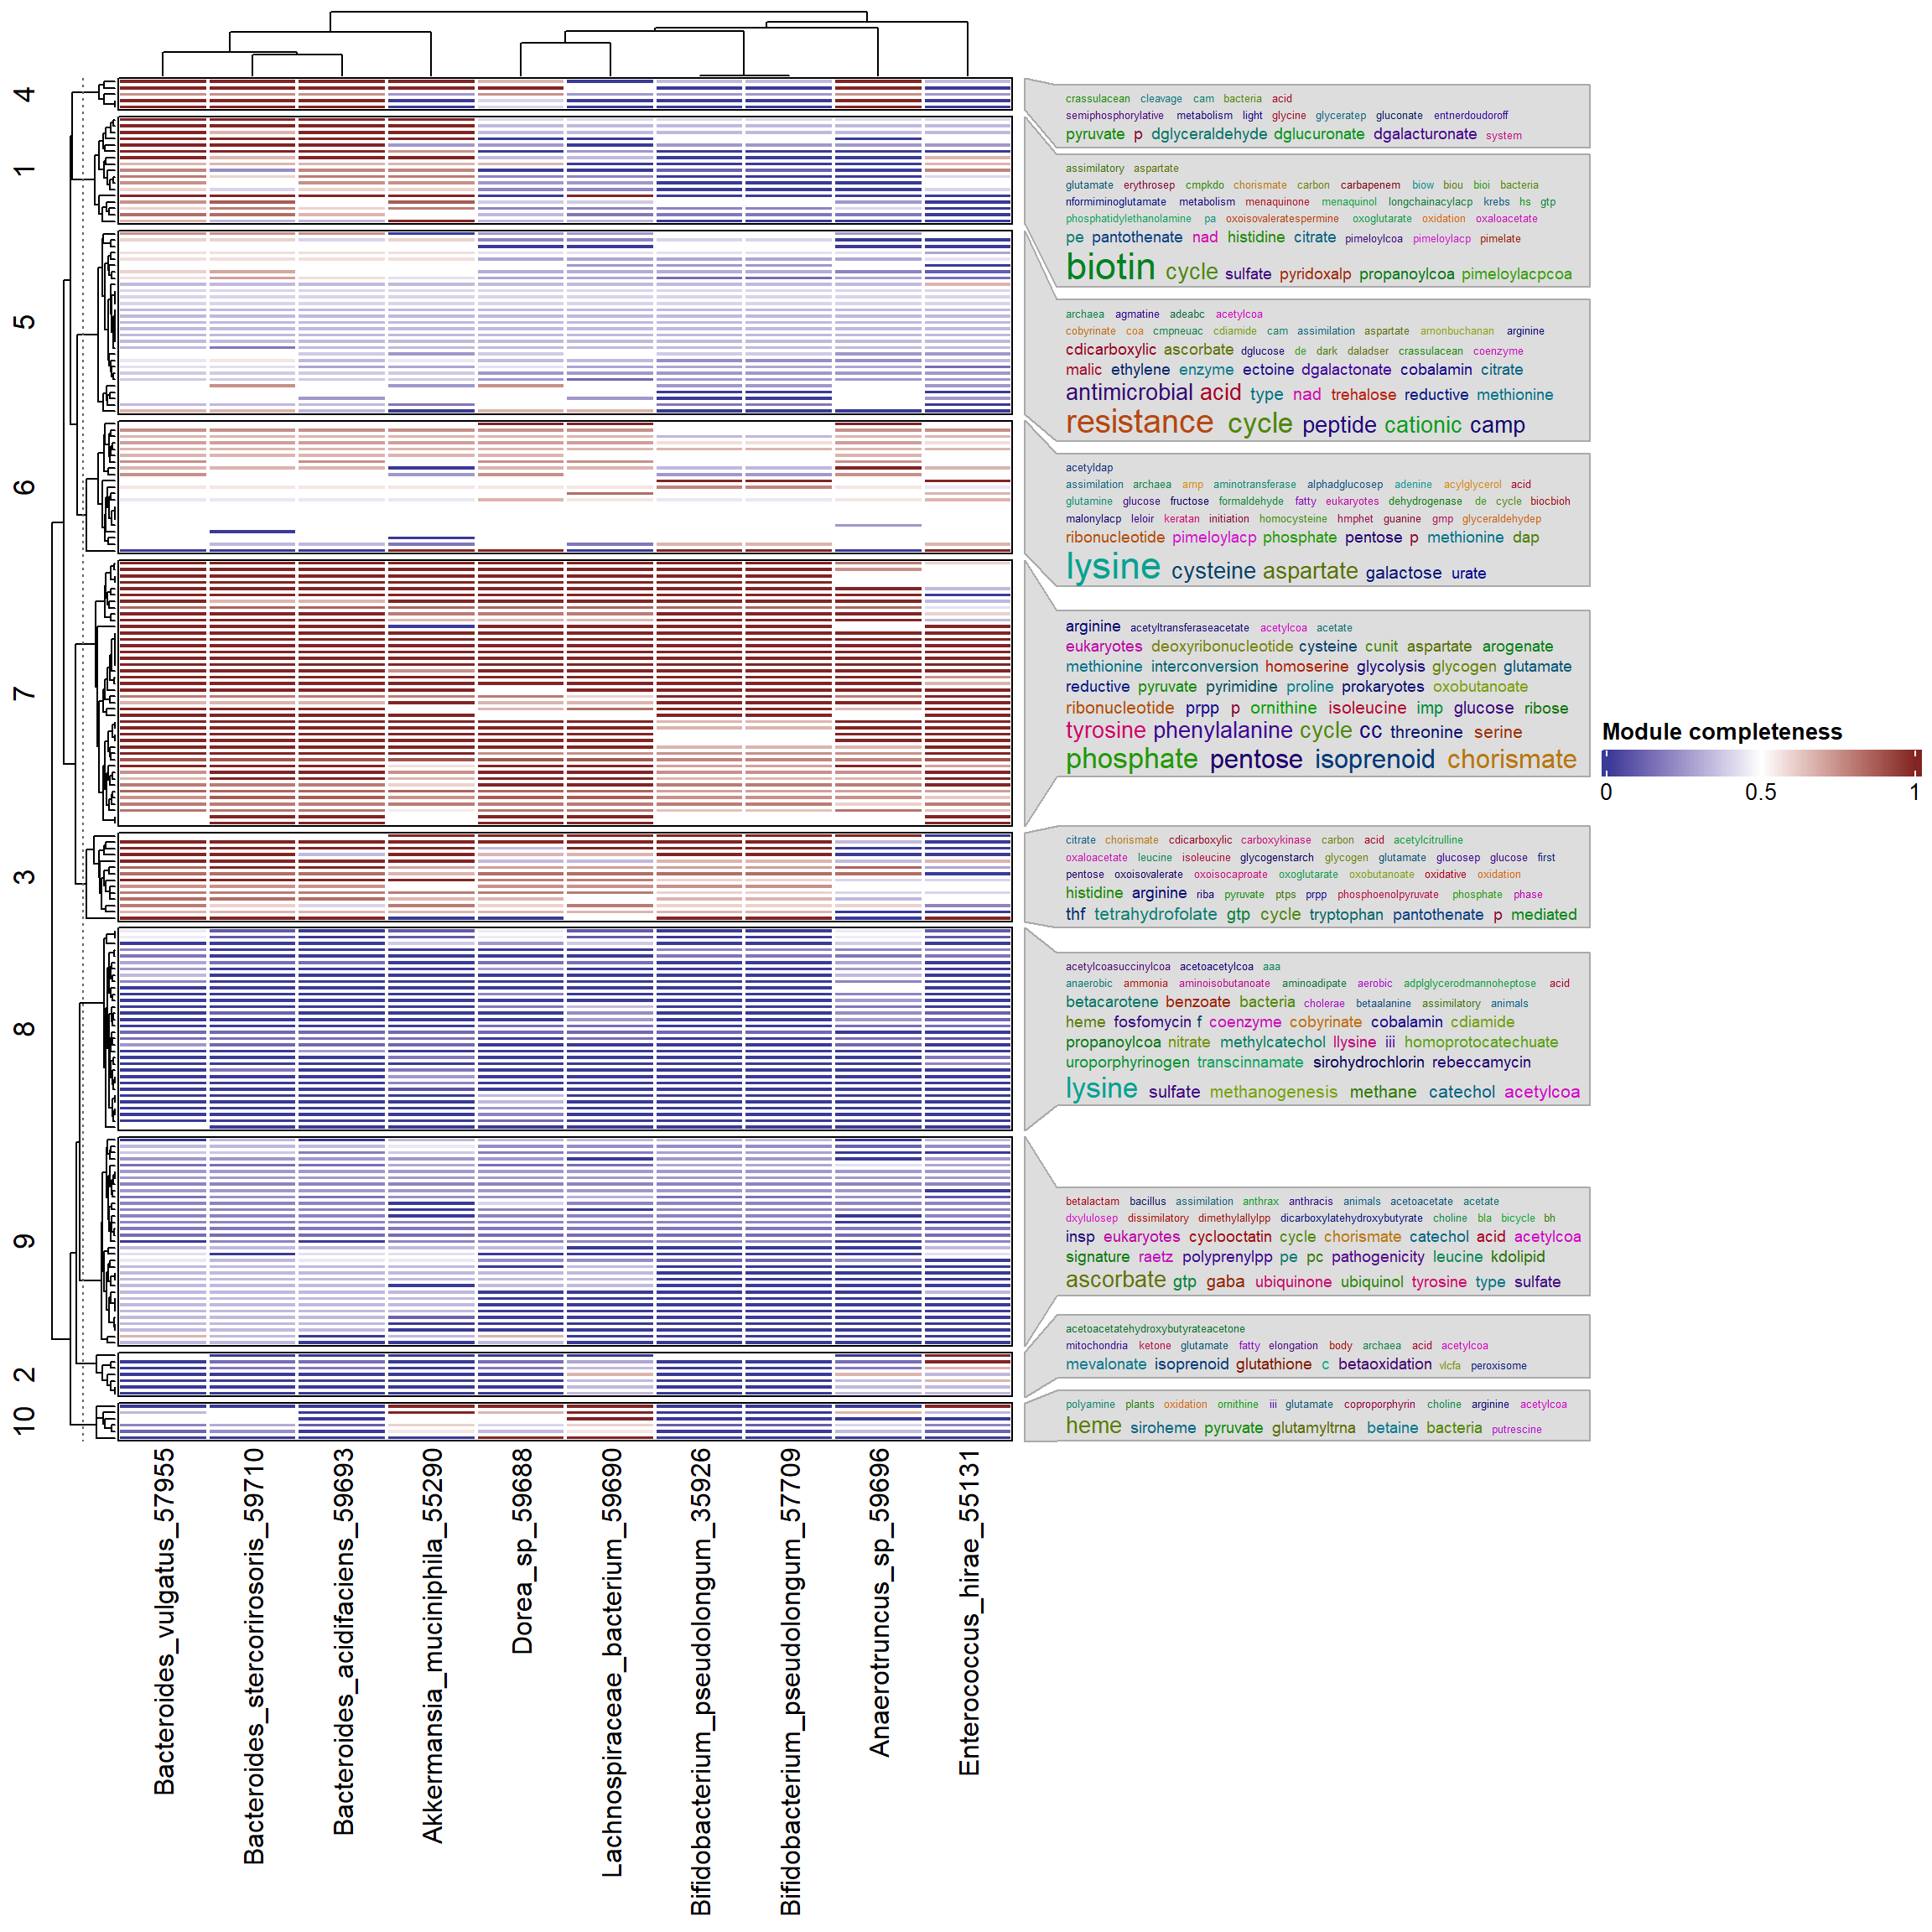 4
crassulacean cleavage cam bacteria acid
semiphosphorylative metabolism light glycine glyceratep gluconate entnerdoudoroff
pyruvate p dglyceraldehyde dglucuronate dgalacturonate system
1
assimilatory aspartate
glutamate erythrosep cmpkdo chorismate carbon carbapenem biow biou bioi bacteria
nformiminoglutamate metabolism menaquinone menaquinol longchainacylacp krebs hs gtp
phosphatidylethanolamine pa oxoisovaleratespermine oxoglutarate oxidation oxaloacetate
pe pantothenate nad histidine citrate pimeloylcoa pimeloylacp pimelate
biotin cycle sulfate pyridoxalp propanoylcoa pimeloylacpcoa
5
archaea agmatine adeabc acetylcoa
cobyrinate coa cmpneuac cdiamide cam assimilation aspartate arnonbuchanan arginine
cdicarboxylic ascorbate dglucose de dark daladser crassulacean coenzyme
malic ethylene enzyme ectoine dgalactonate cobalamin citrate
antimicrobial acid type nad trehalose reductive methionine
resistance cycle peptide cationic camp
6
acetyldap
assimilation archaea amp aminotransferase alphadglucosep adenine acylglycerol acid
glutamine glucose fructose formaldehyde fatty eukaryotes dehydrogenase de cycle biocbioh
malonylacp leloir keratan initiation homocysteine hmphet guanine gmp glyceraldehydep
ribonucleotide pimeloylacp phosphate pentose p methionine dap
lysine cysteine aspartate galactose urate
7
arginine acetyltransferaseacetate acetylcoa acetate
eukaryotes deoxyribonucleotide cysteine cunit aspartate arogenate
methionine interconversion homoserine glycolysis glycogen glutamate
reductive pyruvate pyrimidine proline prokaryotes oxobutanoate
ribonucleotide prpp p ornithine isoleucine imp glucose ribose
tyrosine phenylalanine cycle cc threonine serine
phosphate pentose isoprenoid chorismate
Module completeness
0 0.5 1
3
citrate chorismate cdicarboxylic carboxykinase carbon acid acetylcitrulline
oxaloacetate leucine isoleucine glycogenstarch glycogen glutamate glucosep glucose first
pentose oxoisovalerate oxoisocaproate oxoglutarate oxobutanoate oxidative oxidation
histidine arginine riba pyruvate ptps prpp phosphoenolpyruvate phosphate phase
thf tetrahydrofolate gtp cycle tryptophan pantothenate p mediated
8
acetylcoasuccinylcoa acetoacetylcoa aaa
anaerobic ammonia aminoisobutanoate aminoadipate aerobic adplglycerodmannoheptose acid
betacarotene benzoate bacteria cholerae betaalanine assimilatory animals
heme fosfomycin f coenzyme cobyrinate cobalamin cdiamide
propanoylcoa nitrate methylcatechol llysine iii homoprotocatechuate
uroporphyrinogen transcinnamate sirohydrochlorin rebeccamycin
lysine sulfate methanogenesis methane catechol acetylcoa
9
betalactam bacillus assimilation anthrax anthracis animals acetoacetate acetate
dxylulosep dissimilatory dimethylallylpp dicarboxylatehydroxybutyrate choline bla bicycle bh
insp eukaryotes cyclooctatin cycle chorismate catechol acid acetylcoa
signature raetz polyprenylpp pe pc pathogenicity leucine kdolipid
ascorbate gtp gaba ubiquinone ubiquinol tyrosine type sulfate
2
acetoacetatehydroxybutyrateacetone
mitochondria ketone glutamate fatty elongation body archaea acid acetylcoa
mevalonate isoprenoid glutathione c betaoxidation vlcfa peroxisome
10
polyamine plants oxidation ornithine iii glutamate coproporphyrin choline arginine acetylcoa
heme siroheme pyruvate glutamyltrna betaine bacteria putrescine
Bacteroides_vulgatus_57955
Bacteroides_stercorirosoris_59710
Bacteroides_acidifaciens_59693
Akkermansia_muciniphila_55290
Dorea_sp_59688
Lachnospiraceae_bacterium_59690
Bifidobacterium_pseudolongum_35926
Bifidobacterium_pseudolongum_57709
Anaerotruncus_sp_59696
Enterococcus_hirae_55131